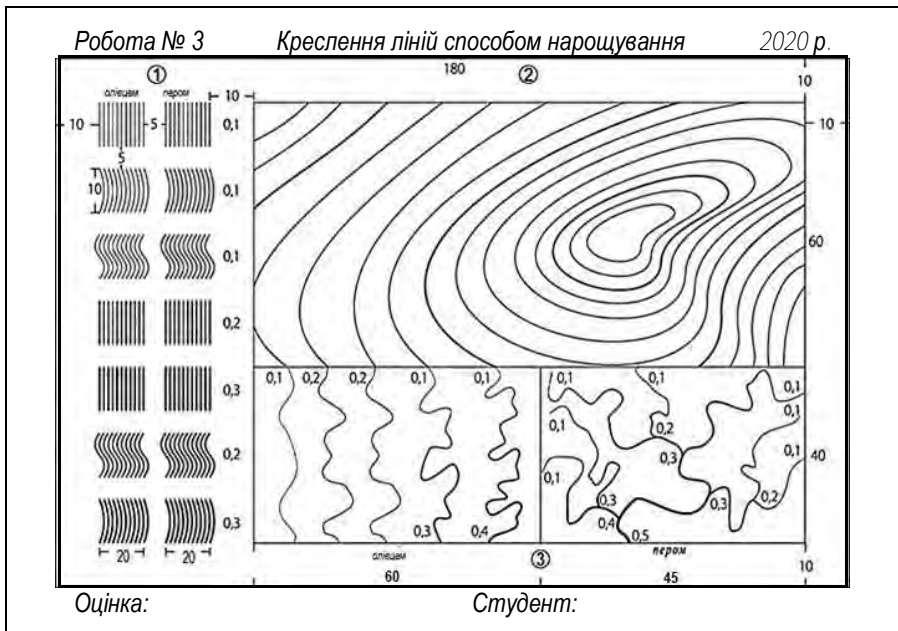 Робота № 3 Креслення ліній способом нарощування 2020 р.
① 180 ② 10
олівцем пером 10
10 5 0,1 10
5
10 0,1
0,1 60
0,2
0,1 0,2 0,2 0,1 0,1 0,1 0,1 0,1
0,3
0,1 0,2 0,1
0,2 0,1 0,3 40
0,3 0,3 0,2
0,3 0,3 0,4 0,4 0,5
20 20 олівцем ③ пером 10
60 45
Оцінка: Студент: